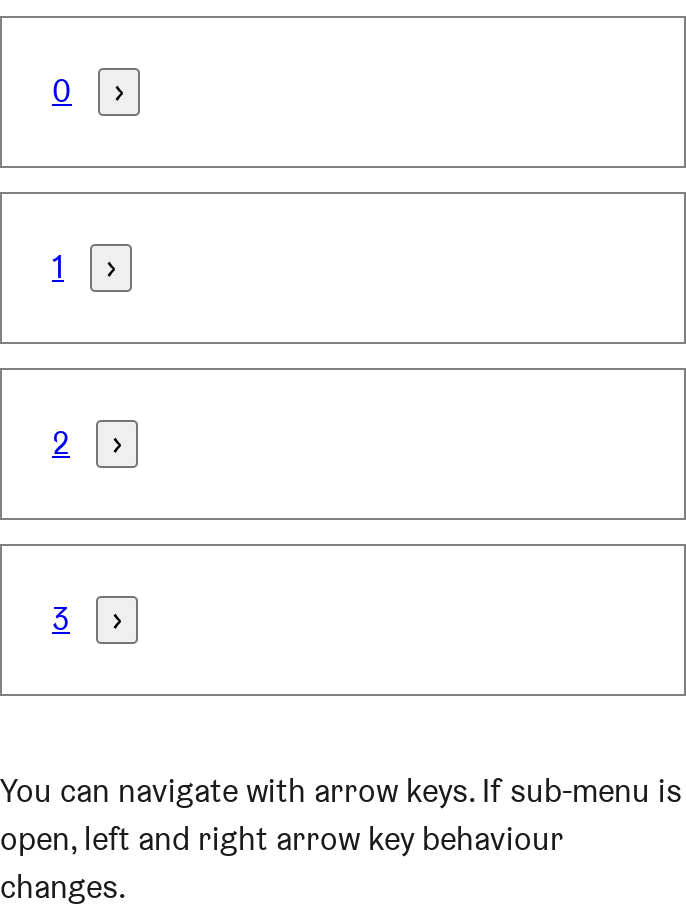 0 ›
1 ›
2 ›
3 ›
You can navigate with arrow keys. If sub-menu is
open, left and right arrow key behaviour
changes.